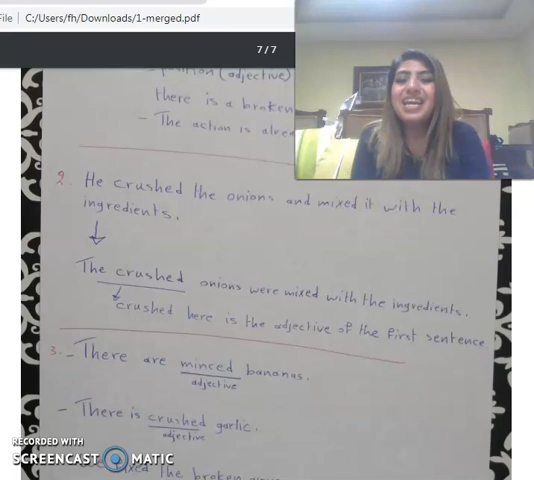 File C:/Users/fh/Downloads/1-merged.pdf
7/7
(adjective)
there is a broken
- The action is
2. He crushed the onions and mixed it with the
ingredients.
The crushed onions were mixed with the ingredients.
crushed here is the adjective of the first sentence.
3. - There are minced bananas.
adjective
- There is crushed garlic.
adjective
RECORDED WITH
SCREENCAST MATIC
the broken